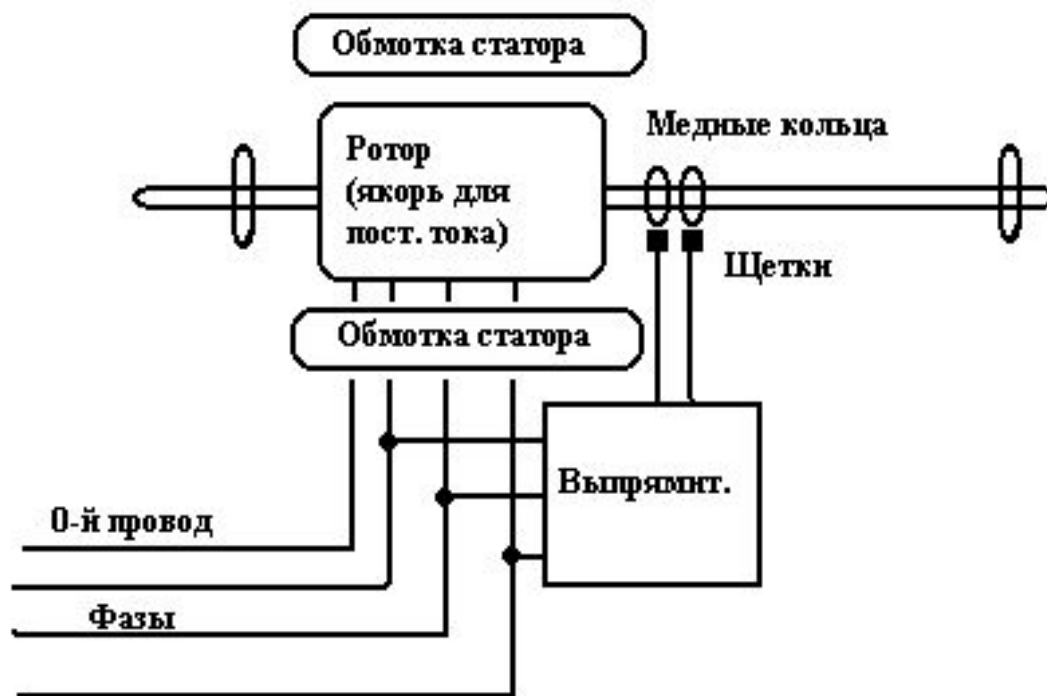 Обмотка статора
Медные кольца
Ротор
(якорь для
пост. тока)
Щетки
Обмотка статора
Выпрямит.
0-й провод
Фазы